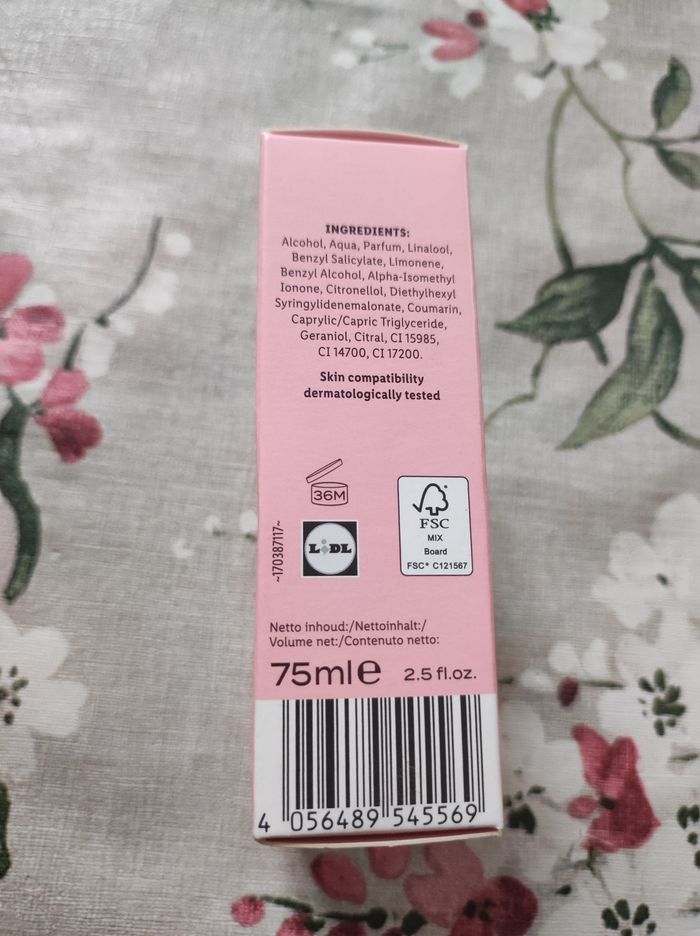 INGREDIENTS:
Alcohol, Aqua, Parfum, Linalool,
Benzyl Salicylate, Limonene,
Benzyl Alcohol, Alpha-Isomethyl
Ionone, Citronellol, Diethylhexyl
Syringylidenemalonate, Coumarin,
Caprylic/Capric Triglyceride,
Geraniol, Citral, CI 15985,
CI 14700, CI 17200.
Skin compatibility
dermatologically tested
36M
~170387117~
LIDL
FSC
MIX
Board
FSC® C121567
Netto inhoud:/Nettoinhalt:/
Volume net:/Contenuto netto:
75ml e 2.5 fl.oz.
4 056489 545569